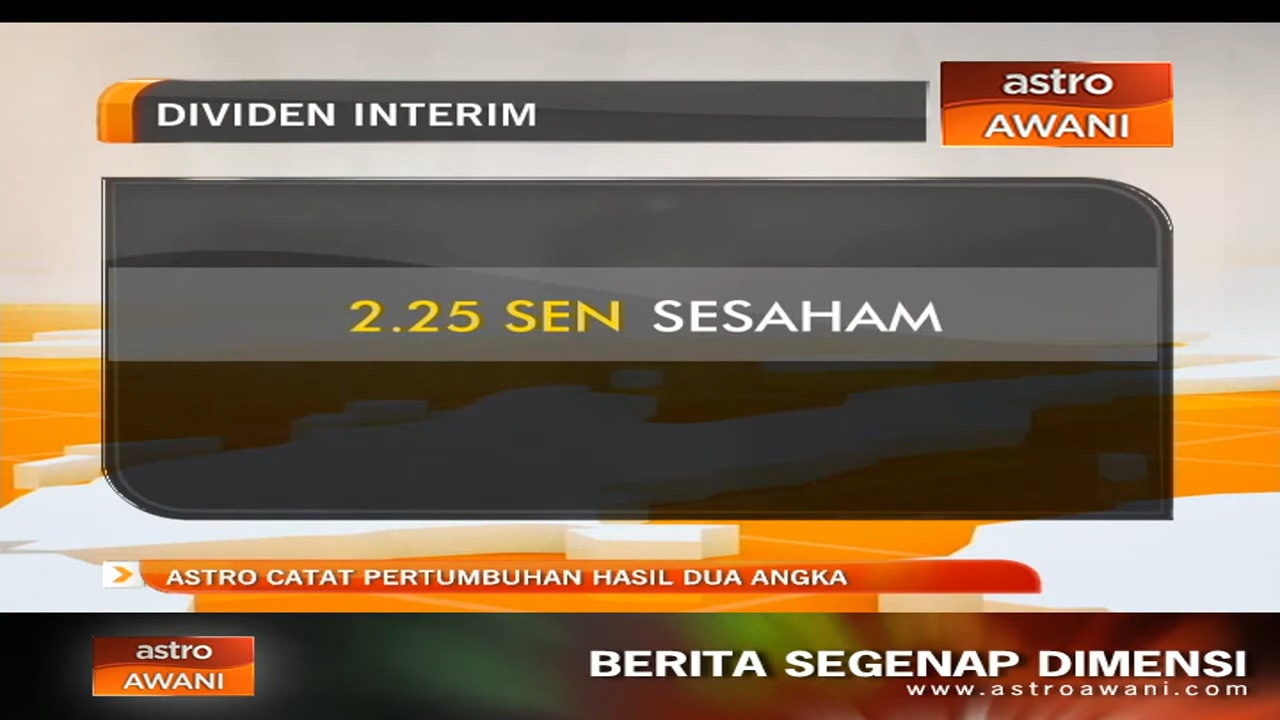 DIVIDEN INTERIM
astro
AWANI
2.25 SEN SESAHAM
ASTRO CATAT PERTUMBUHAN HASIL DUA ANGKA
astro
AWANI
BERITA SEGENAP DIMENSI
www.astroawani.com